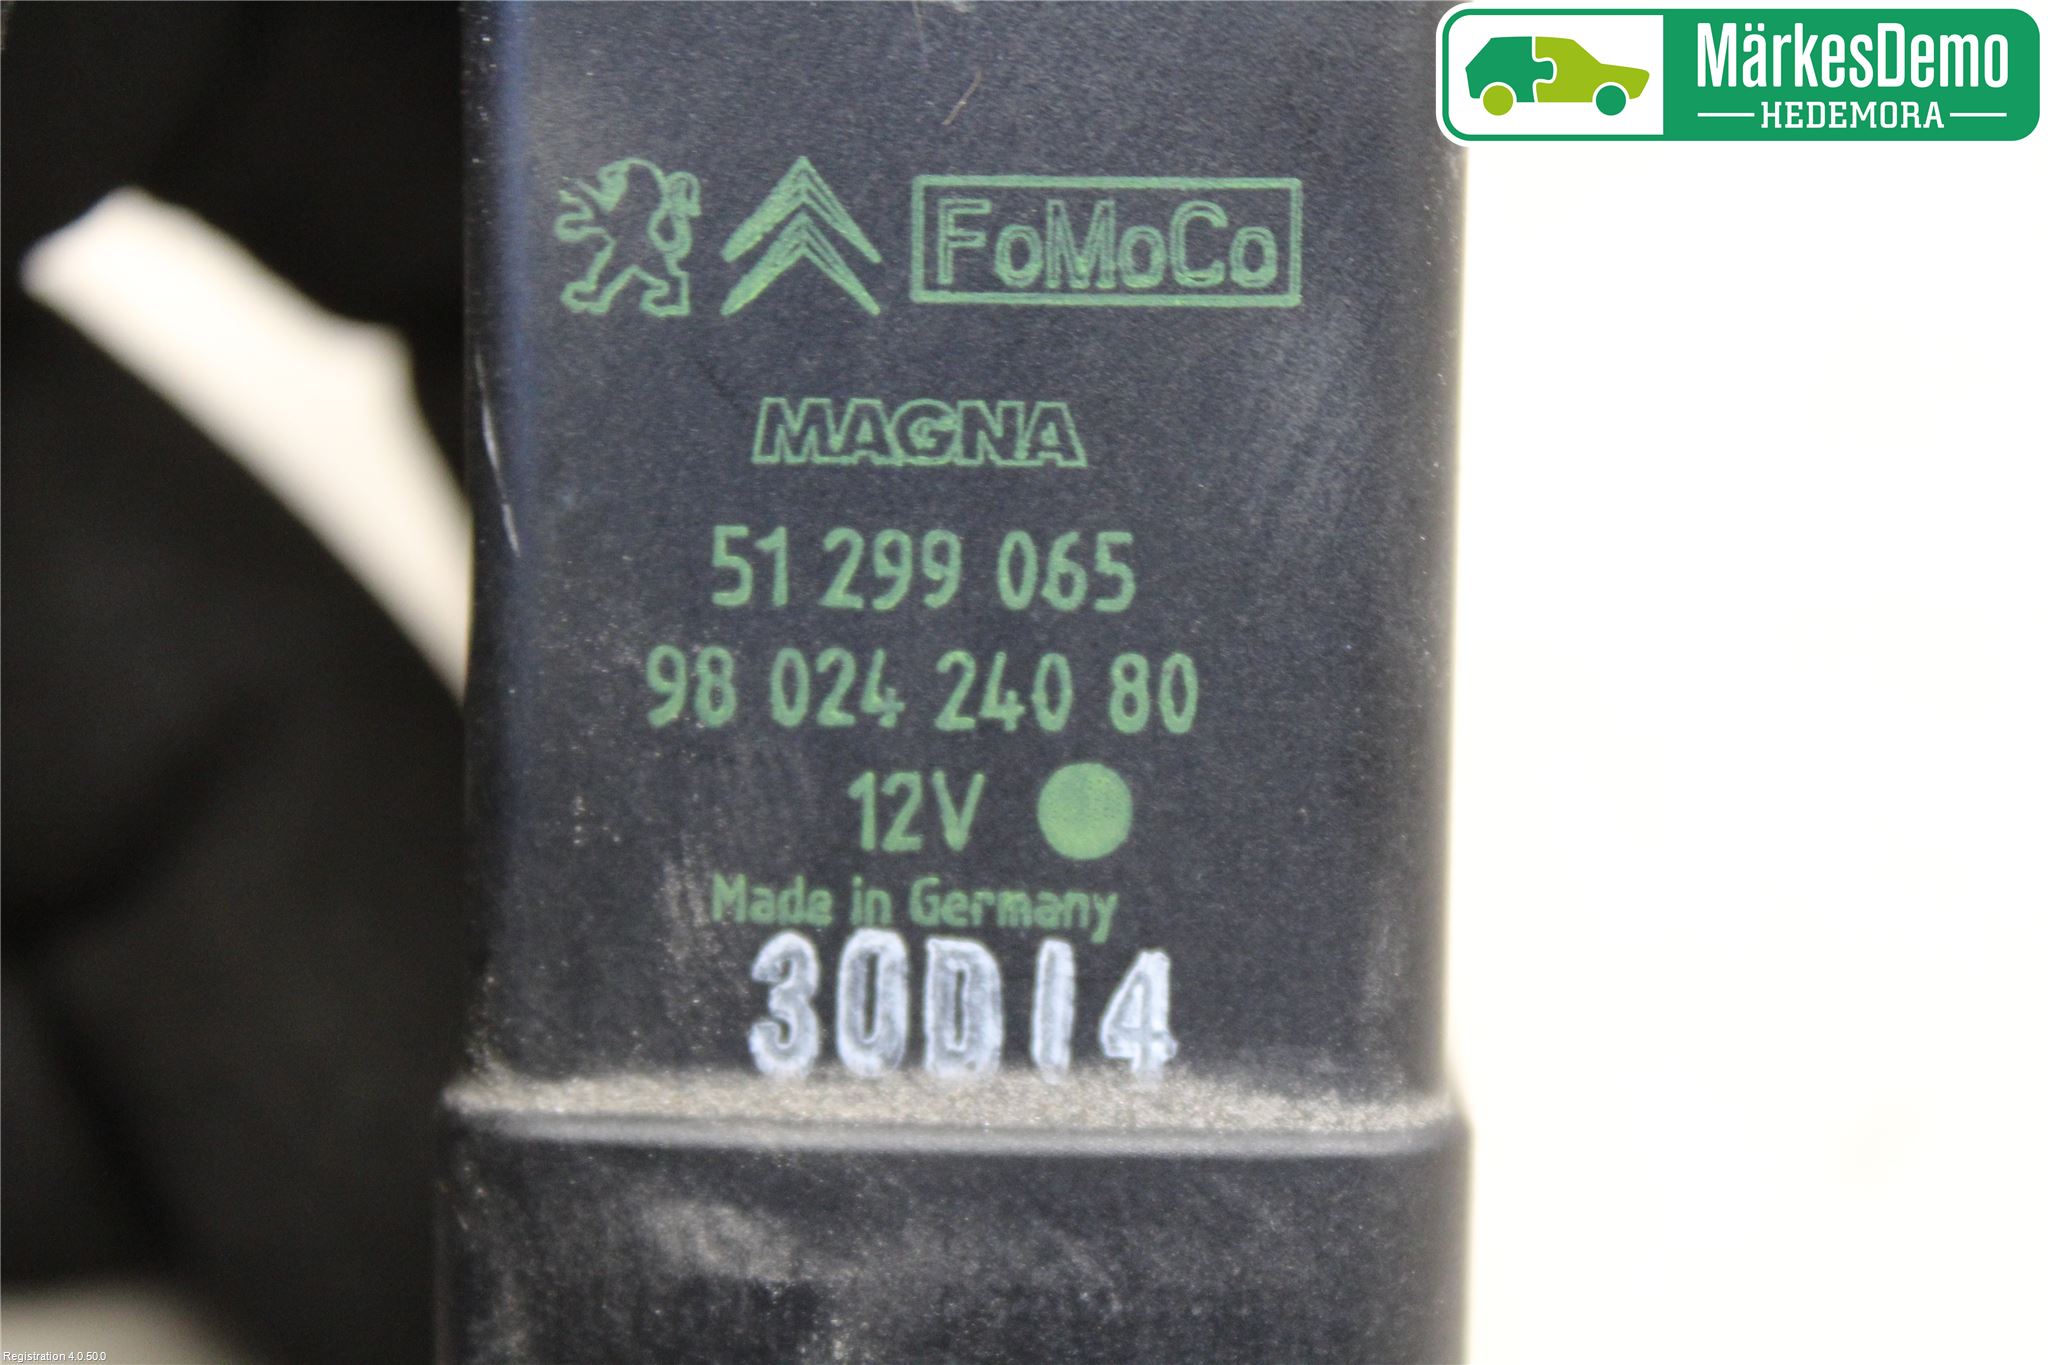 MärkesDemo
HEDEMORA
FoMoCo
MAGNA
51 299 065
98 024 240 80
12V
Made in Germany
30D14
Registration 4.0.50.0